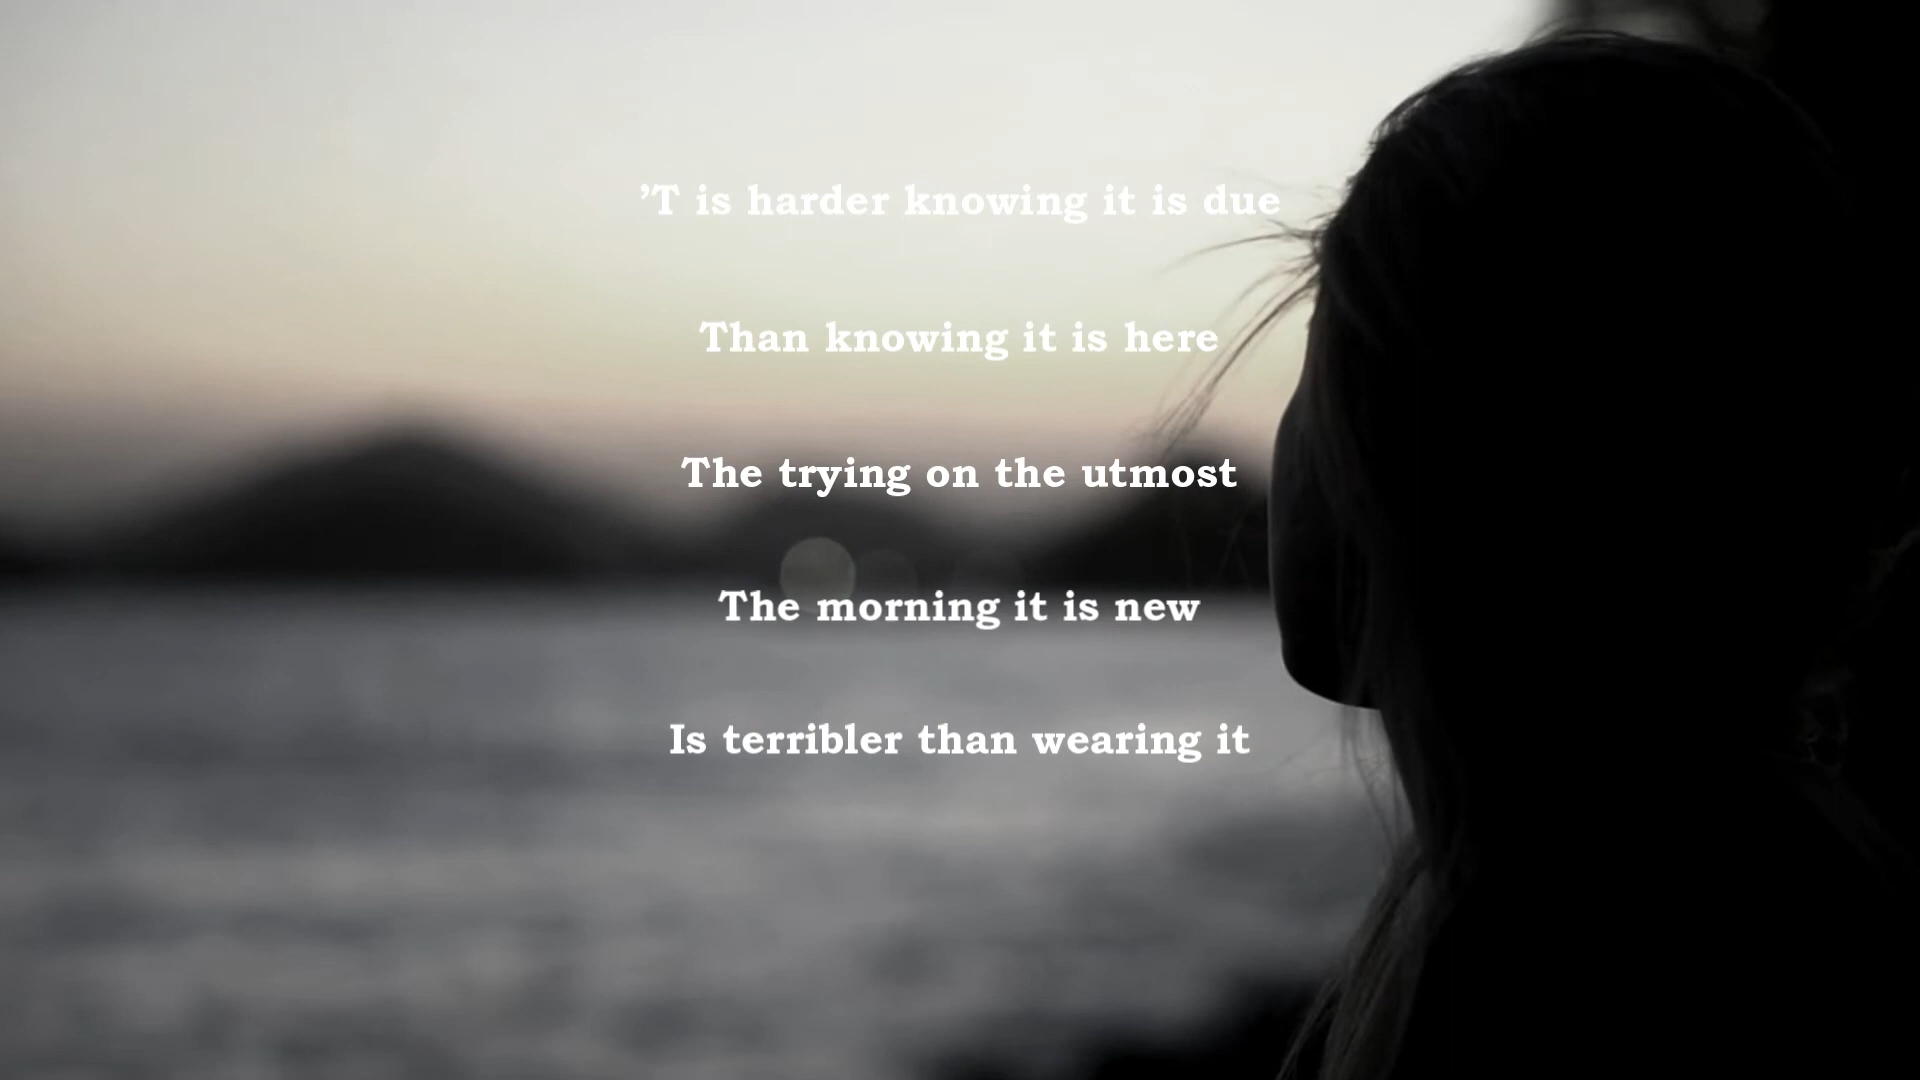 ’T is harder knowing it is due
Than knowing it is here
The trying on the utmost
The morning it is new
Is terribler than wearing it